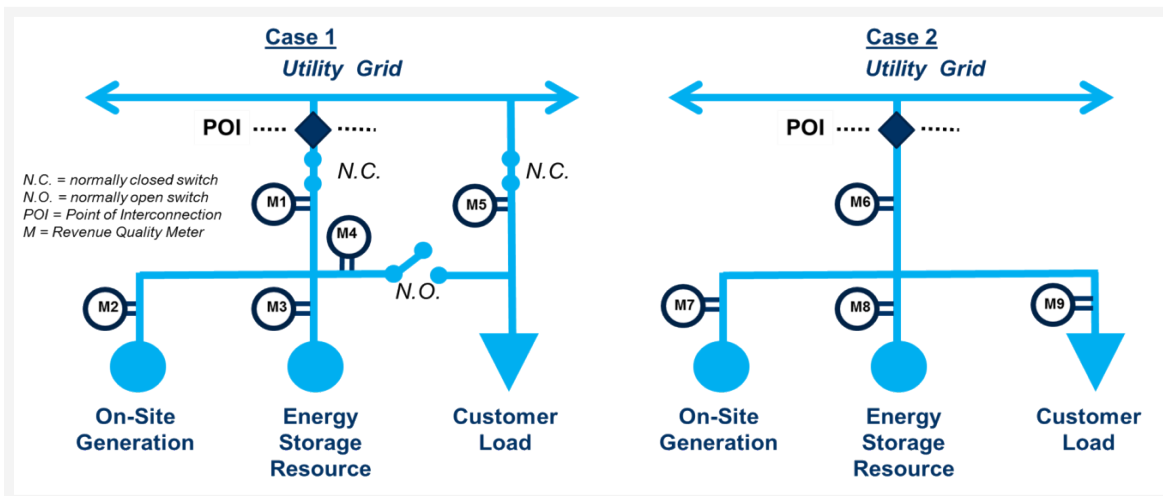 Case 1
Utility Grid
POI
N.C.
N.C.
N.C. = normally closed switch
N.O. = normally open switch
POI = Point of Interconnection
M = Revenue Quality Meter
M1
M5
M4
N.O.
M2
M3
On-Site
Generation
Energy
Storage
Resource
Customer
Load
Case 2
Utility Grid
POI
M6
M7
M8
M9
On-Site
Generation
Energy
Storage
Resource
Customer
Load